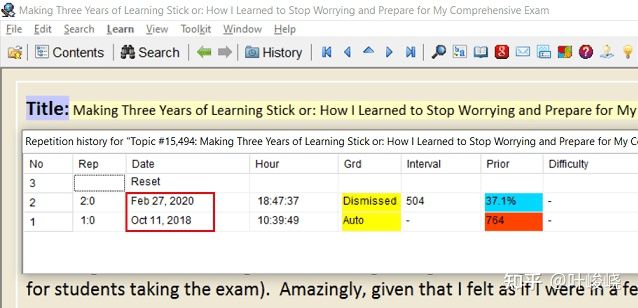 Making Three Years of Learning Stick or: How I Learned to Stop Worrying and Prepare for My Comprehensive Exam
File Edit Search Learn View Toolkit Window Help
Contents Search Learn History
Title: Making Three Years of Learning Stick or: How I Learned to Stop Worrying and Prepare for My
Repetition history for "Topic #15,494: Making Three Years of Learning Stick or: How I Learned to Stop Worrying and Prepare for My Co
No Rep Date Hour Grd Interval Prior Difficulty
3 Reset
2 2:0 Feb 27, 2020 18:47:37 Dismissed 504 37.1% -
1 1:0 Oct 11, 2018 10:39:49 Auto - 764 -
for students taking the exam). Amazingly, given that I felt as if I were in a fe
知乎 @叶峻峣